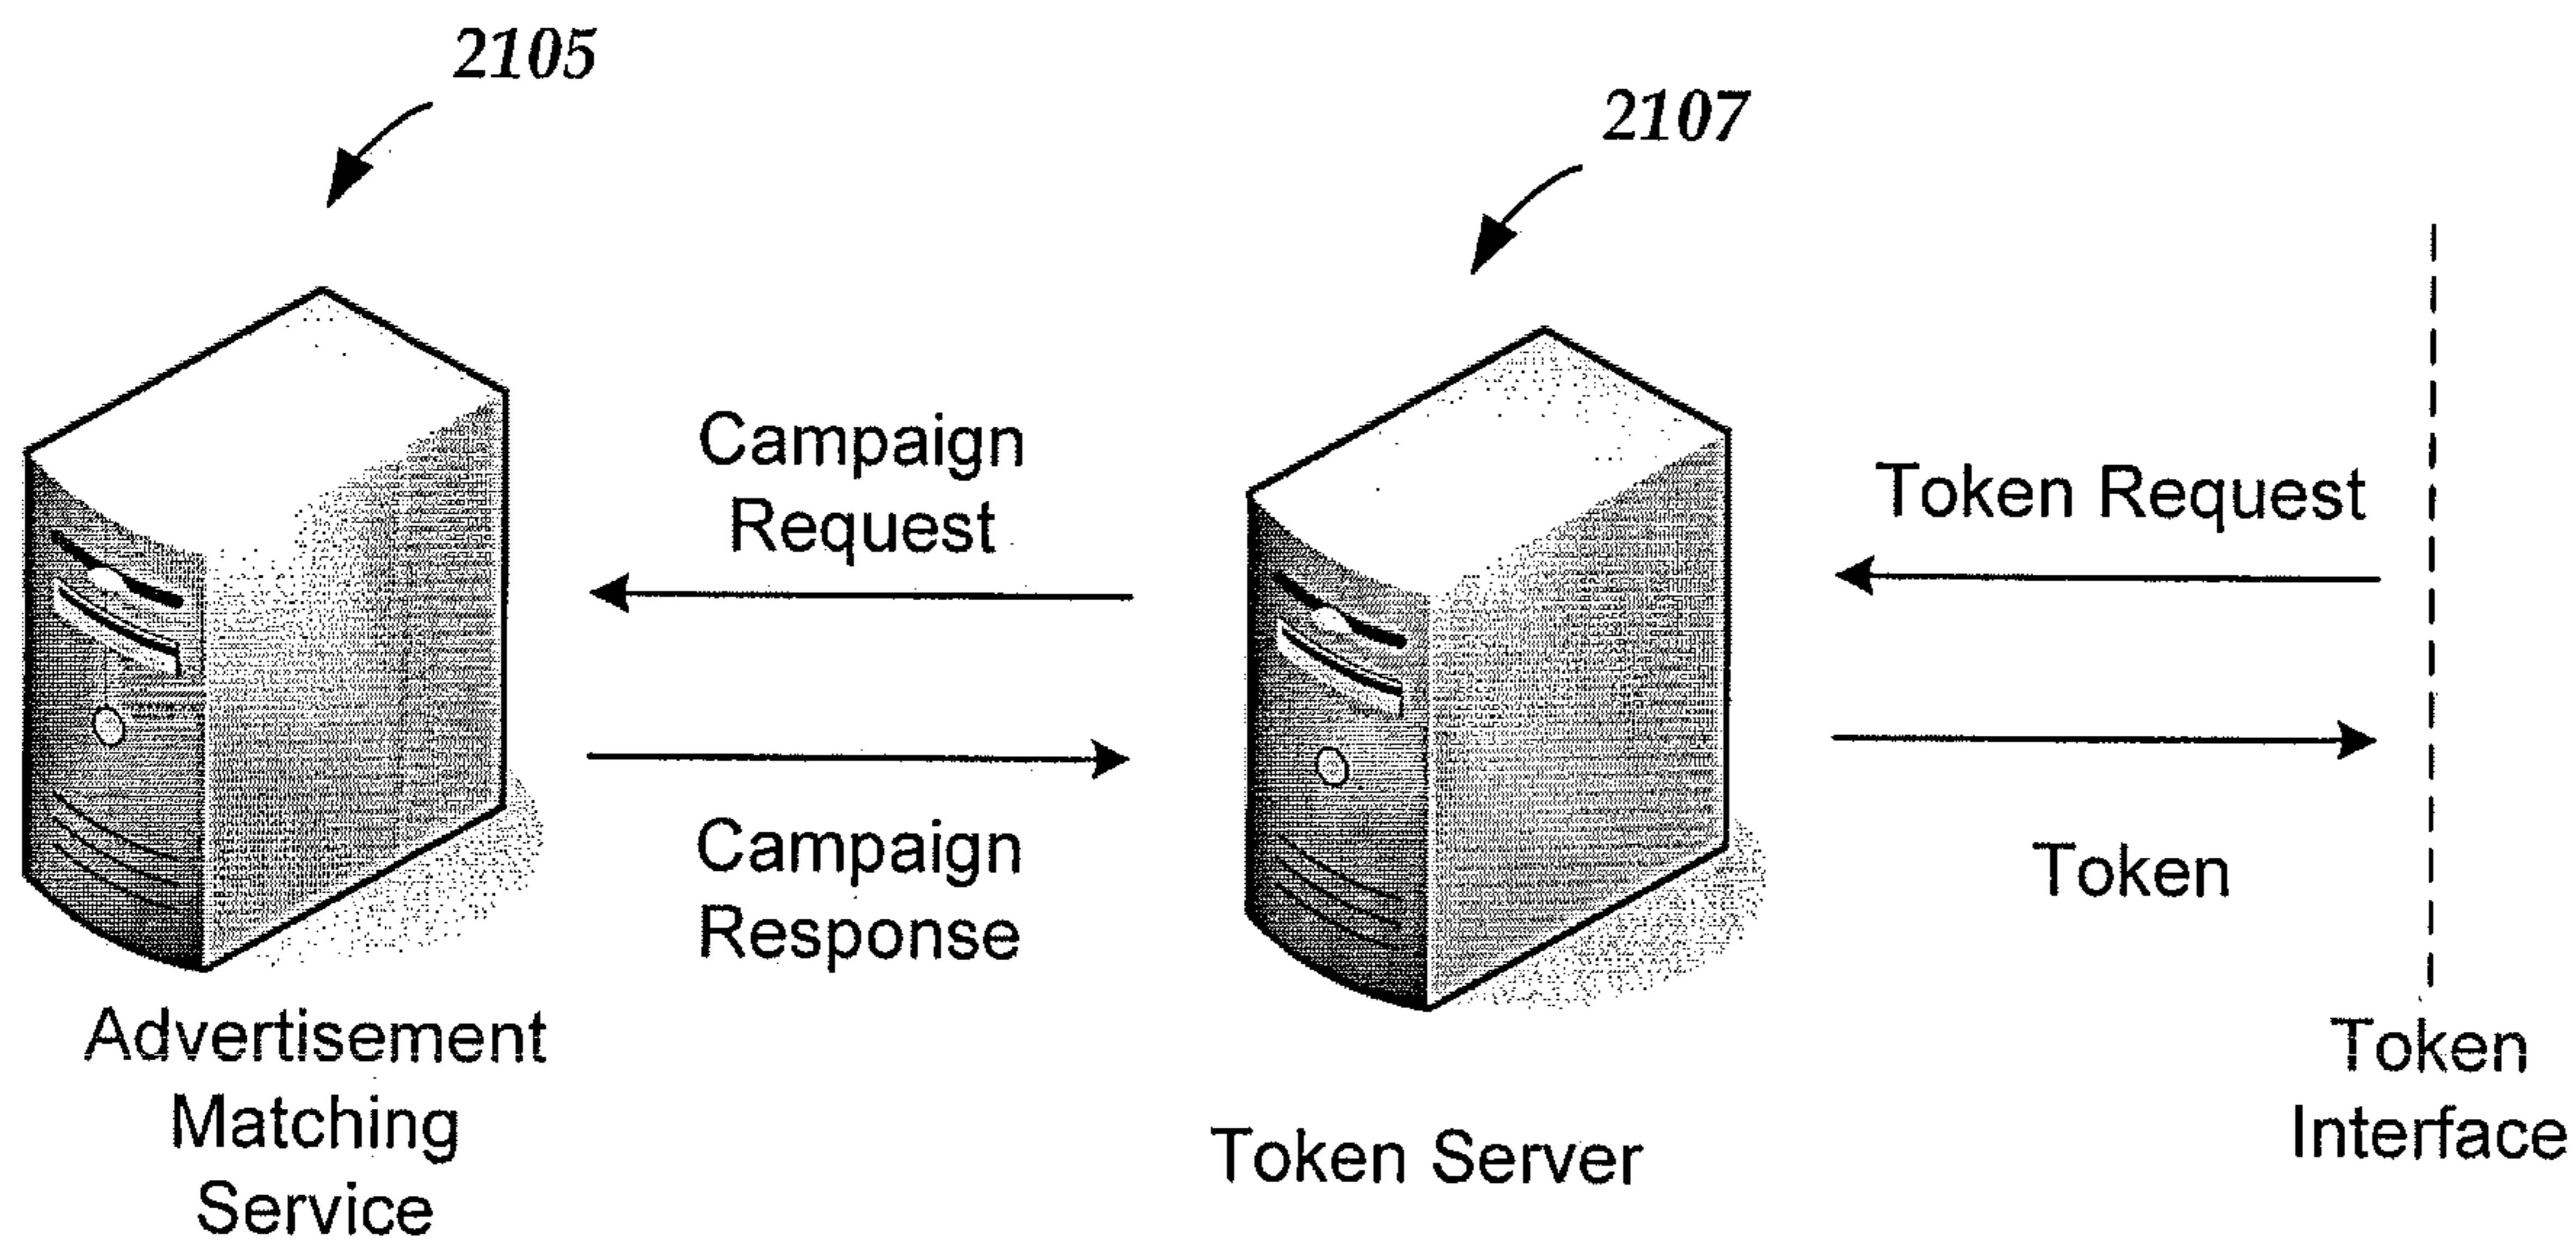 2105
2107
Campaign
Request
Token Request
Campaign
Response
Token
Advertisement
Matching
Service
Token Server
Token
Interface